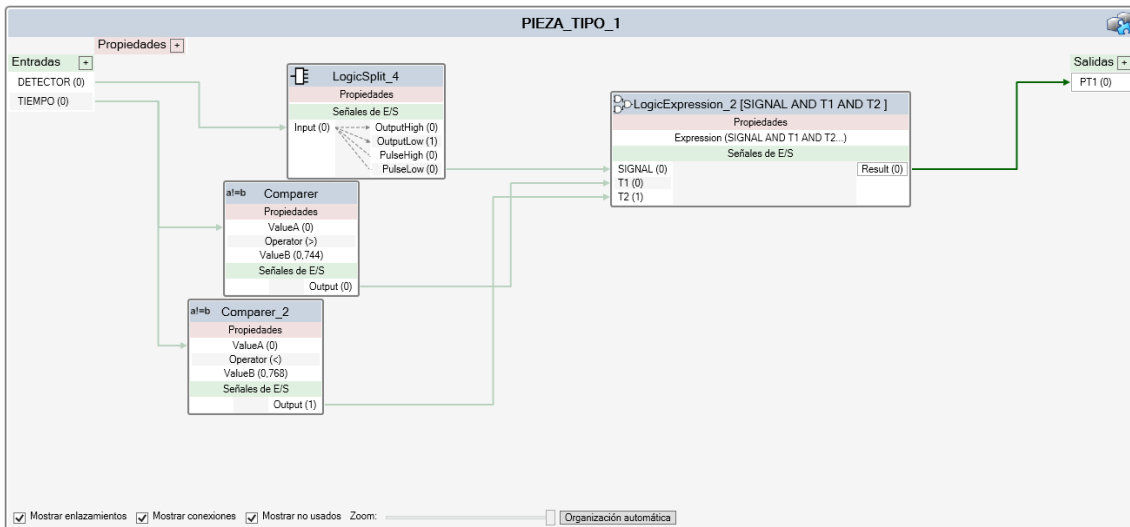 PIEZA_TIPO_1
Propiedades +
Entradas +
DETECTOR (0)
TIEMPO (0)
LogicSplit_4
Propiedades
Señales de E/S
Input (0)
OutputHigh (0)
OutputLow (1)
PulseHigh (0)
PulseLow (0)
a!=b Comparer
Propiedades
ValueA (0)
Operator (>)
ValueB (0,744)
Señales de E/S
Output (0)
a!=b Comparer_2
Propiedades
ValueA (0)
Operator (<)
ValueB (0,768)
Señales de E/S
Output (1)
LogicExpression_2 [SIGNAL AND T1 AND T2 ]
Propiedades
Expression (SIGNAL AND T1 AND T2...)
Señales de E/S
SIGNAL (0)
T1 (0)
T2 (1)
Result (0)
Salidas +
PT1 (0)
Mostrar enlazamientos Mostrar conexiones Mostrar no usados Zoom: Organización automática